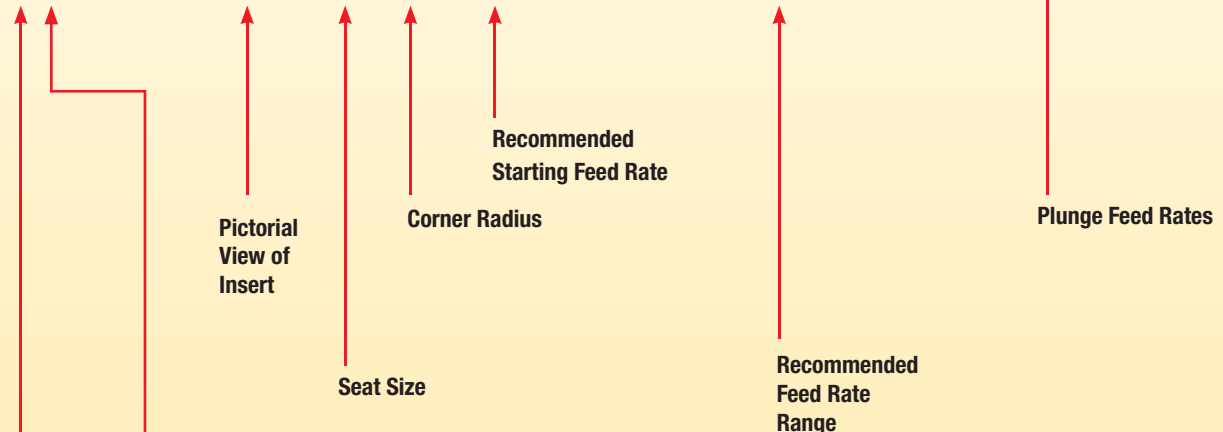 Recommended
Starting Feed Rate
Pictorial
View of
Insert
Corner Radius
Plunge Feed Rates
Seat Size
Recommended
Feed Rate
Range